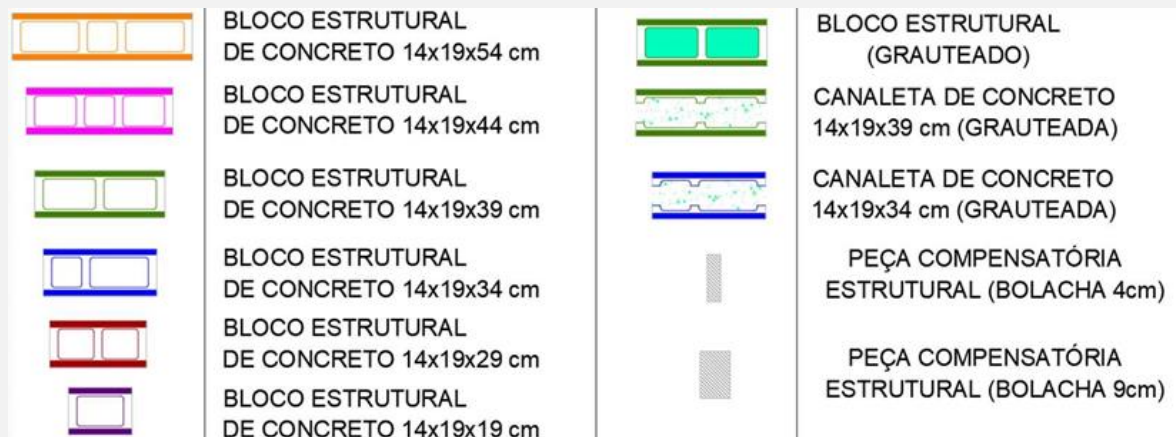 BLOCO ESTRUTURAL
DE CONCRETO 14x19x54 cm
BLOCO ESTRUTURAL
DE CONCRETO 14x19x44 cm
BLOCO ESTRUTURAL
DE CONCRETO 14x19x39 cm
BLOCO ESTRUTURAL
DE CONCRETO 14x19x34 cm
BLOCO ESTRUTURAL
DE CONCRETO 14x19x29 cm
BLOCO ESTRUTURAL
DE CONCRETO 14x19x19 cm
BLOCO ESTRUTURAL
(GRAUTEADO)
CANALETA DE CONCRETO
14x19x39 cm (GRAUTEADA)
CANALETA DE CONCRETO
14x19x34 cm (GRAUTEADA)
PEÇA COMPENSATÓRIA
ESTRUTURAL (BOLACHA 4cm)
PEÇA COMPENSATÓRIA
ESTRUTURAL (BOLACHA 9cm)